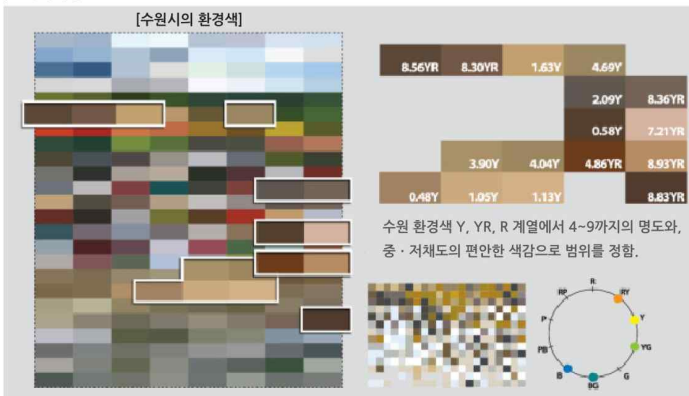 [수원시의 환경색]
8.56YR 8.30YR 1.63Y 4.69Y
2.09Y 8.36YR
0.58Y 7.21YR
3.90Y 4.04Y 4.86YR 8.93YR
0.48Y 1.05Y 1.13Y 8.83YR
수원 환경색 Y, YR, R 계열에서 4~9까지의 명도와,
중 · 저채도의 편안한 색감으로 범위를 정함.
R
RP RY
P Y
PB YG
B G
BG